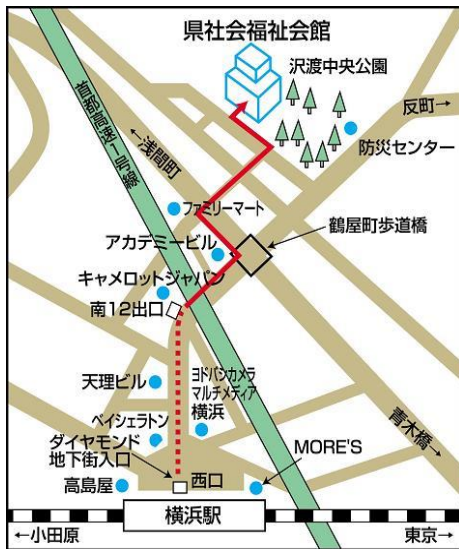 県社会福祉会館
沢渡中央公園
反町
防災センター
首都高速1号線
浅間町
ファミリーマート
鶴屋町歩道橋
アカデミービル
キャメロットジャパン
南12出口
天理ビル
ヨドバシカメラ
マルチメディア
横浜
ベイシェラトン
ダイヤモンド
地下街入口
青木橋
MORE'S
高島屋
西口
横浜駅
←小田原
東京→